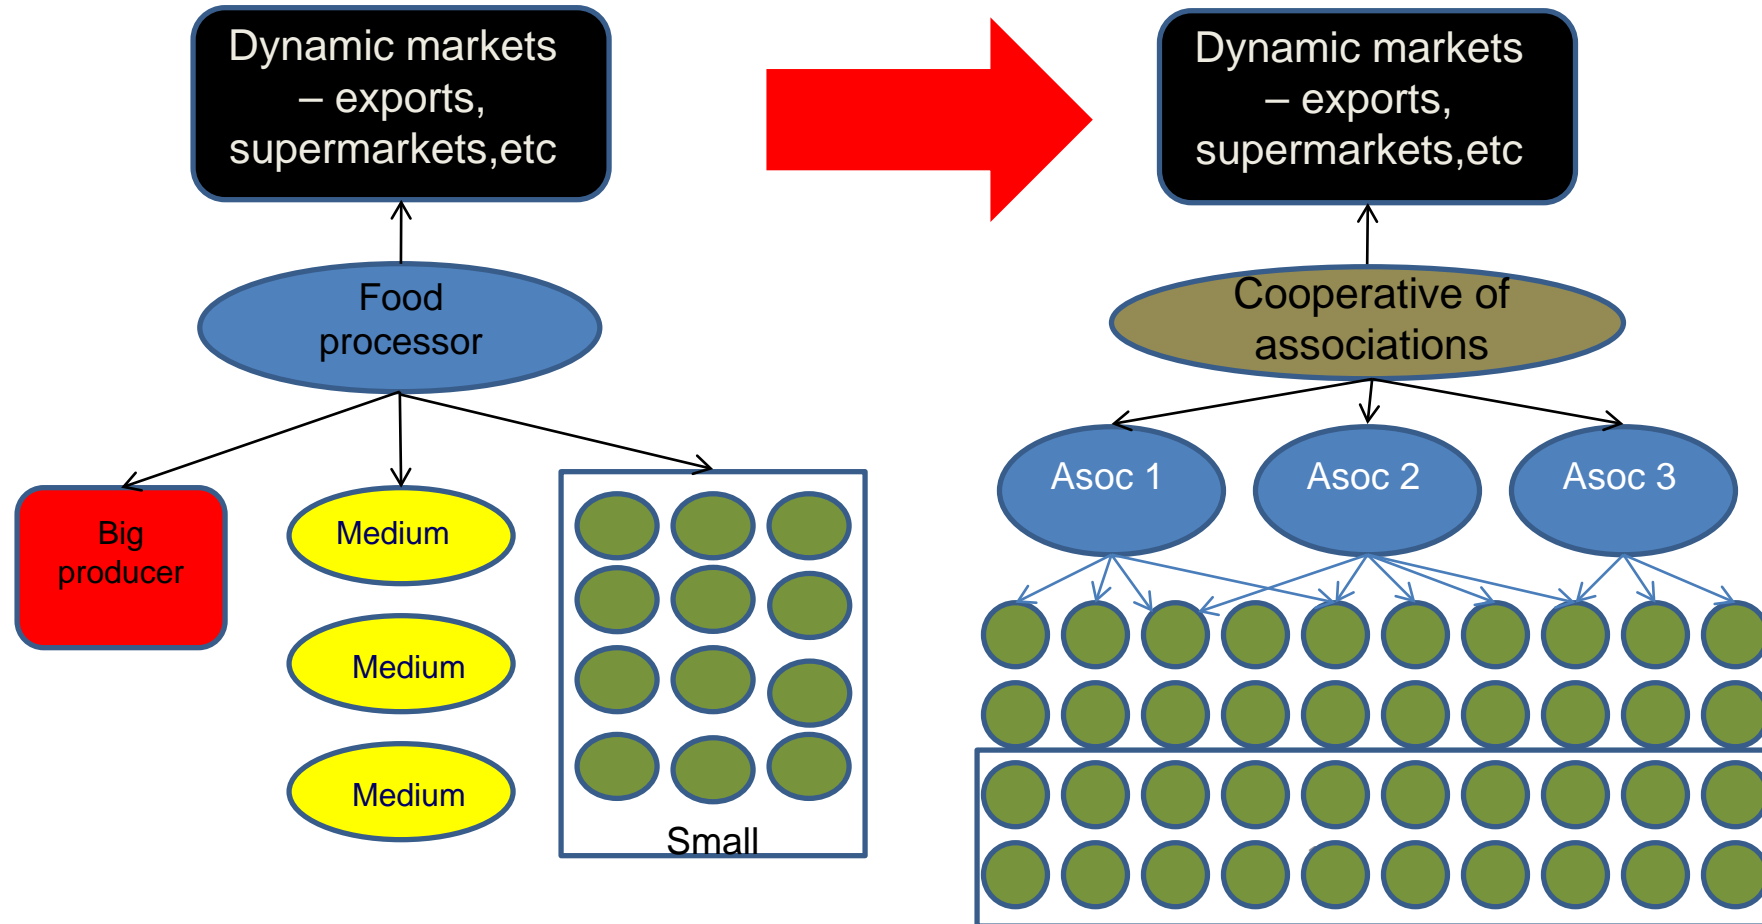 Dynamic markets
– exports,
supermarkets,etc
Food
processor
Big
producer
Medium
Medium
Medium
Small
Dynamic markets
– exports,
supermarkets,etc
Cooperative of
associations
Asoc 1
Asoc 2
Asoc 3